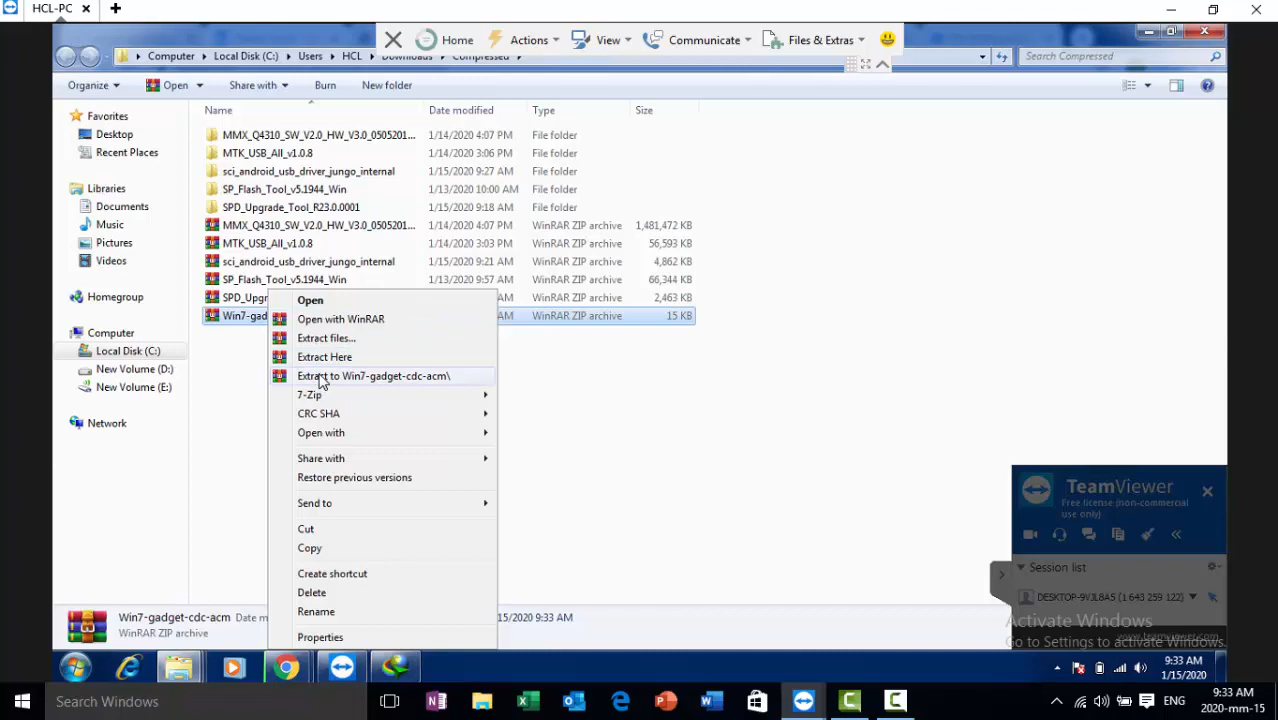 HCL-PC
Home
Actions
View
Communicate
Files & Extras
Computer
Local Disk (C:)
Users
HCL
Downloads
Compressed
Search Compressed
Organize
Open
Share with
Burn
New folder
Name
Date modified
Type
Size
Favorites
Desktop
Recent Places
Libraries
Documents
Music
Pictures
Videos
Homegroup
Computer
Local Disk (C:)
New Volume (D:)
New Volume (E:)
Network
MMX_Q4310_SW_V2.0_HW_V3.0_0505201... 1/14/2020 4:07 PM File folder
MTK_USB_All_v1.0.8 1/14/2020 3:06 PM File folder
sci_android_usb_driver_jungo_internal 1/15/2020 9:27 AM File folder
SP_Flash_Tool_v5.1944_Win 1/13/2020 10:00 AM File folder
SPD_Upgrade_Tool_R23.0.0001 1/15/2020 9:18 AM File folder
MMX_Q4310_SW_V2.0_HW_V3.0_0505201... 1/14/2020 4:07 PM WinRAR ZIP archive 1,481,472 KB
MTK_USB_All_v1.0.8 1/14/2020 3:03 PM WinRAR ZIP archive 56,593 KB
sci_android_usb_driver_jungo_internal 1/15/2020 9:21 AM WinRAR ZIP archive 4,862 KB
SP_Flash_Tool_v5.1944_Win 1/13/2020 9:57 AM WinRAR ZIP archive 66,344 KB
SPD_Upgr AM WinRAR ZIP archive 2,463 KB
Win7-gad AM WinRAR ZIP archive 15 KB
Open
Open with WinRAR
Extract files...
Extract Here
Extract to Win7-gadget-cdc-acm\
7-Zip
CRC SHA
Open with
Share with
Restore previous versions
Send to
Cut
Copy
Create shortcut
Delete
Rename
Properties
Win7-gadget-cdc-acm Date m
15/2020 9:33 AM
WinRAR ZIP archive
TeamViewer
Free license (non-commercial
use only)
Session list
DESKTOP-9VJL8A5 (1 643 259 122)
Activate Windows
www.teamviewer.com
Go to Settings to activate Windows.
9:33 AM
1/15/2020
Search Windows
ENG
9:33 AM
2020-mm-15